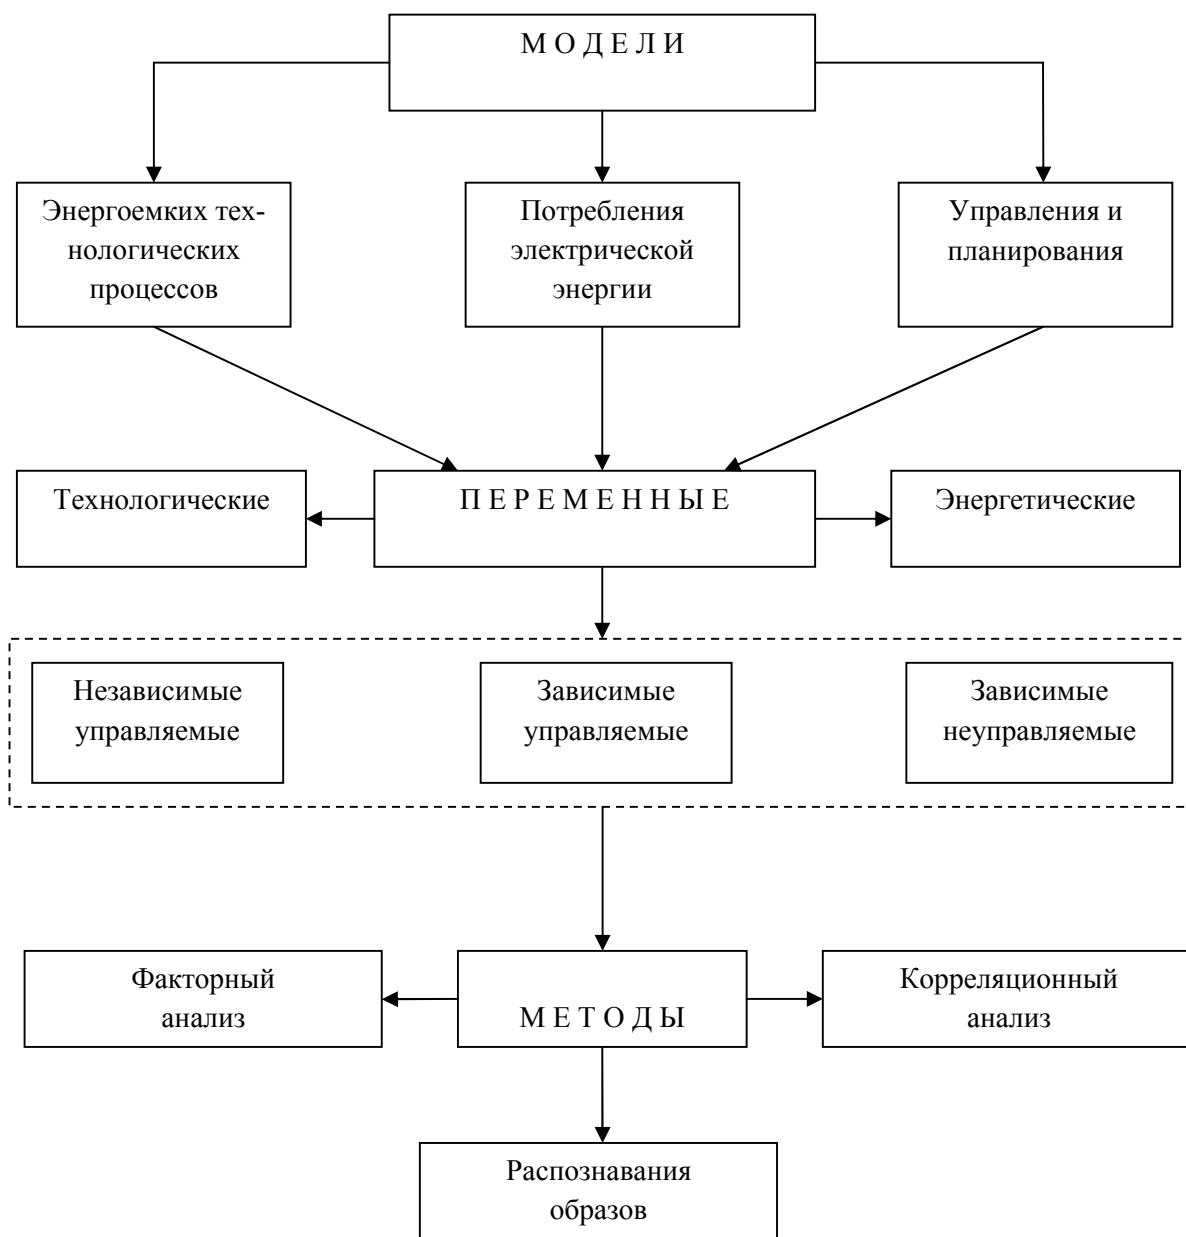 М О Д Е Л И
Энергоемких тех-
нологических
процессов
Потребления
электрической
энергии
Управления и
планирования
Технологические
П Е Р Е М Е Н Н Ы Е
Энергетические
Независимые
управляемые
Зависимые
управляемые
Зависимые
неуправляемые
Факторный
анализ
М Е Т О Д Ы
Корреляционный
анализ
Распознавания
образов